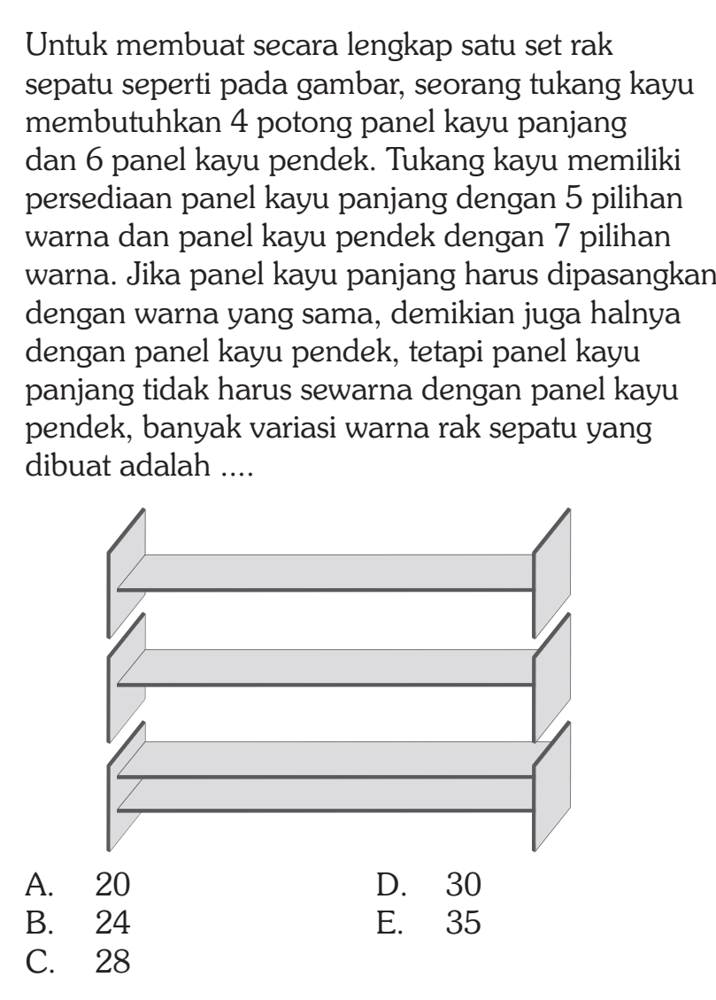 Untuk membuat secara lengkap satu set rak
sepatu seperti pada gambar, seorang tukang kayu
membutuhkan 4 potong panel kayu panjang
dan 6 panel kayu pendek. Tukang kayu memiliki
persediaan panel kayu panjang dengan 5 pilihan
warna dan panel kayu pendek dengan 7 pilihan
warna. Jika panel kayu panjang harus dipasangkan
dengan warna yang sama, demikian juga halnya
dengan panel kayu pendek, tetapi panel kayu
panjang tidak harus sewarna dengan panel kayu
pendek, banyak variasi warna rak sepatu yang
dibuat adalah ....
A. 20
B. 24
C. 28
D. 30
E. 35